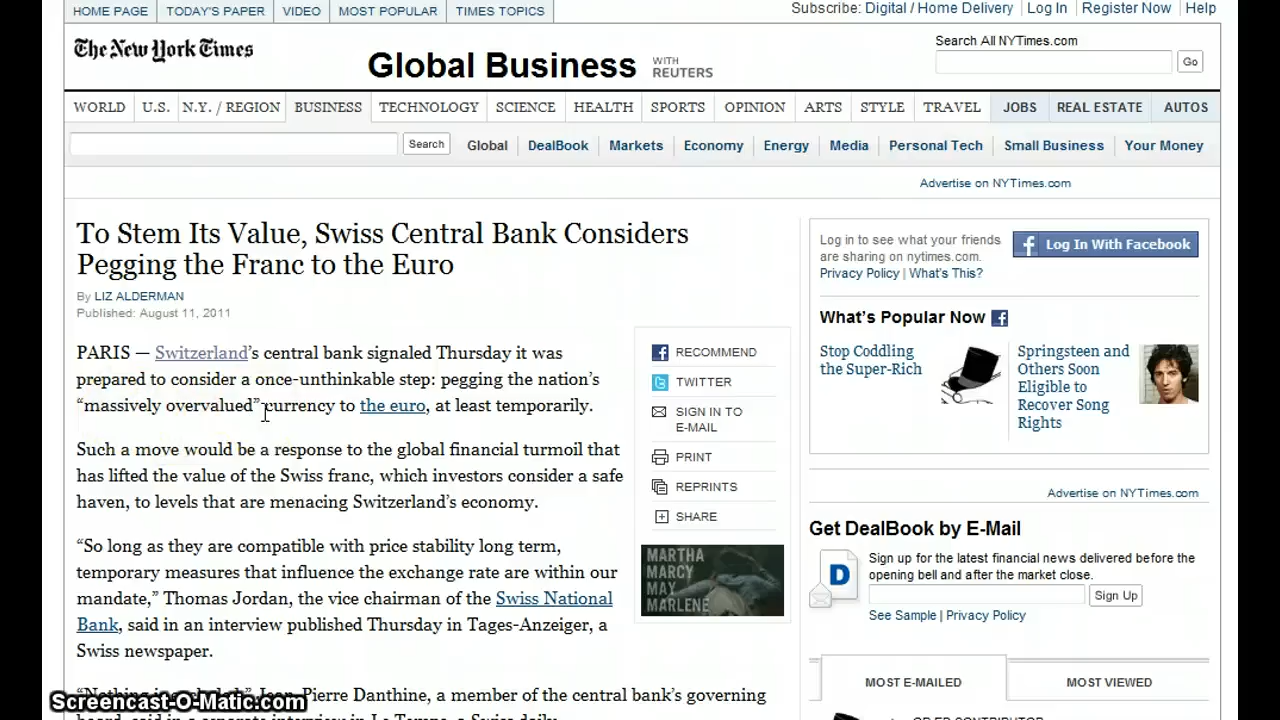 HOME PAGE TODAY'S PAPER VIDEO MOST POPULAR TIMES TOPICS
Subscribe: Digital / Home Delivery Log In Register Now Help
The New York Times
Global Business WITH REUTERS
Search All NYTimes.com
Go
WORLD U.S. N.Y. / REGION BUSINESS TECHNOLOGY SCIENCE HEALTH SPORTS OPINION ARTS STYLE TRAVEL JOBS REAL ESTATE AUTOS
Search Global DealBook Markets Economy Energy Media Personal Tech Small Business Your Money
Advertise on NYTimes.com
To Stem Its Value, Swiss Central Bank Considers
Pegging the Franc to the Euro
By LIZ ALDERMAN
Published: August 11, 2011
PARIS — Switzerland's central bank signaled Thursday it was
prepared to consider a once-unthinkable step: pegging the nation's
“massively overvalued” currency to the euro, at least temporarily.
Such a move would be a response to the global financial turmoil that
has lifted the value of the Swiss franc, which investors consider a safe
haven, to levels that are menacing Switzerland's economy.
“So long as they are compatible with price stability long term,
temporary measures that influence the exchange rate are within our
mandate,” Thomas Jordan, the vice chairman of the Swiss National
Bank, said in an interview published Thursday in Tages-Anzeiger, a
Swiss newspaper.
Pierre Danthine, a member of the central bank's governing
RECOMMEND
TWITTER
SIGN IN TO
E-MAIL
PRINT
REPRINTS
SHARE
MARTHA
MARCY
MAY
MARLENE
Log in to see what your friends
are sharing on nytimes.com.
Privacy Policy | What's This?
Log In With Facebook
What's Popular Now
Stop Coddling
the Super-Rich
Springsteen and
Others Soon
Eligible to
Recover Song
Rights
Advertise on NYTimes.com
Get DealBook by E-Mail
Sign up for the latest financial news delivered before the
opening bell and after the market close.
Sign Up
See Sample | Privacy Policy
D
MOST E-MAILED MOST VIEWED
Screencast-O-Matic.com